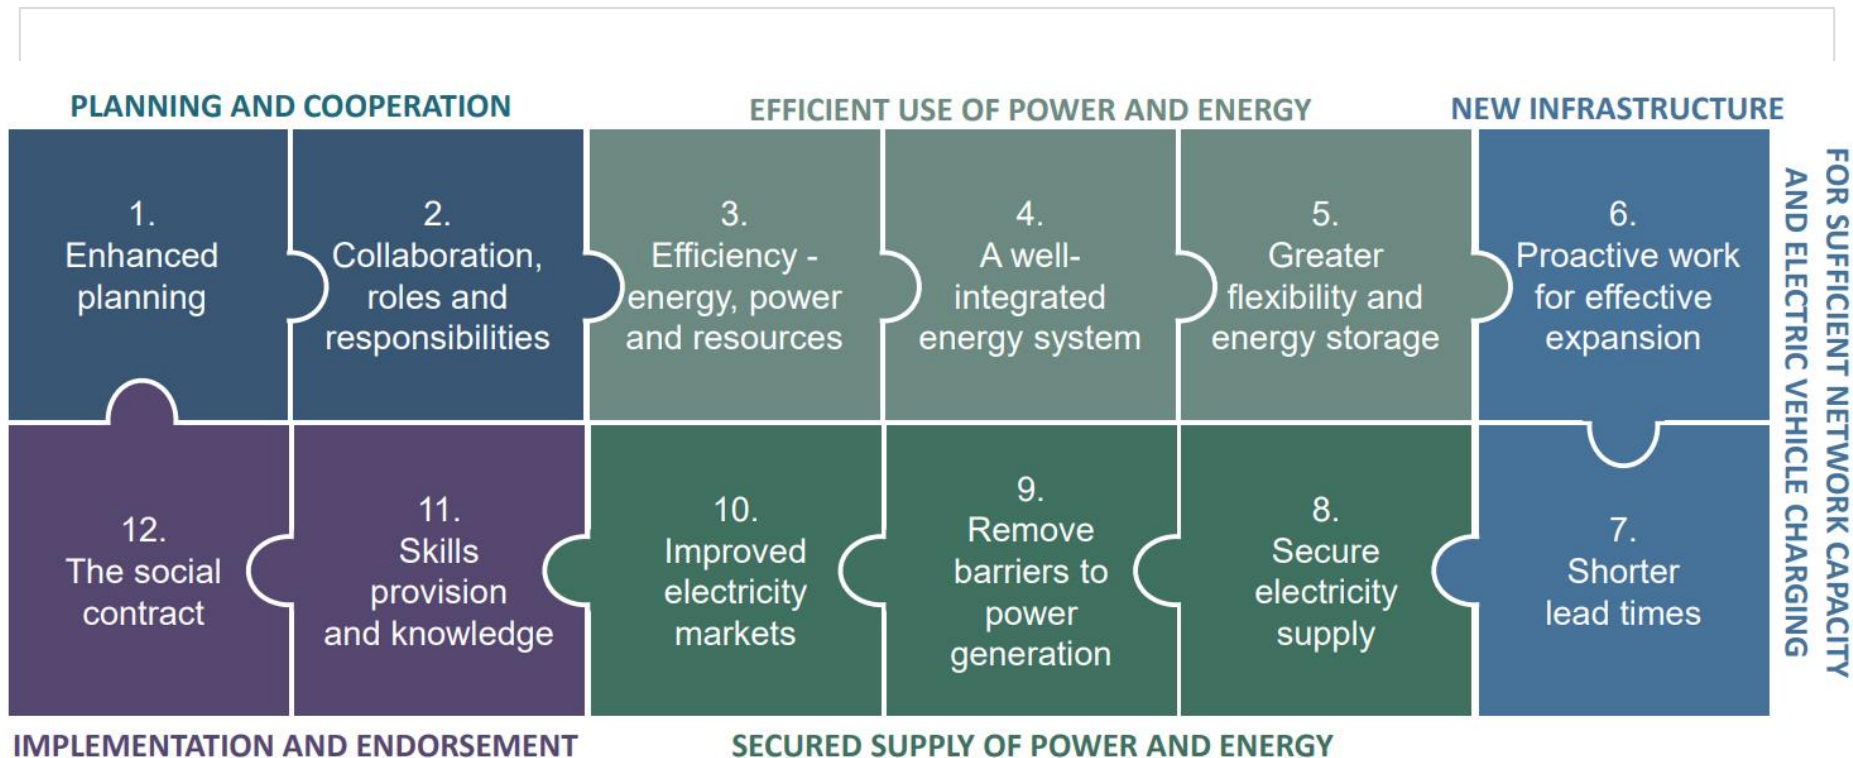 PLANNING AND COOPERATION
EFFICIENT USE OF POWER AND ENERGY
NEW INFRASTRUCTURE
FOR SUFFICIENT NETWORK CAPACITY
AND ELECTRIC VEHICLE CHARGING
1.
Enhanced
planning
2.
Collaboration,
roles and
responsibilities
3.
Efficiency -
energy, power
and resources
4.
A well-
integrated
energy system
5.
Greater
flexibility and
energy storage
6.
Proactive work
for effective
expansion
12.
The social
contract
11.
Skills
provision
and knowledge
10.
Improved
electricity
markets
9.
Remove
barriers to
power
generation
8.
Secure
electricity
supply
7.
Shorter
lead times
IMPLEMENTATION AND ENDORSEMENT
SECURED SUPPLY OF POWER AND ENERGY